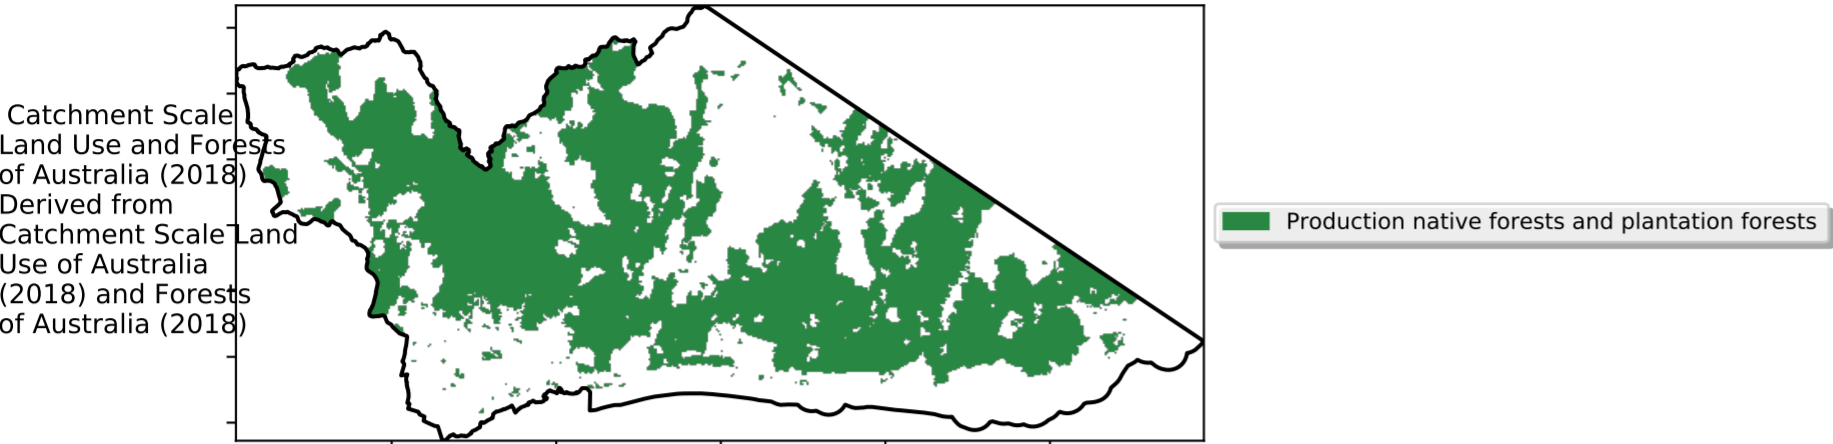 Catchment Scale
Land Use and Forests
of Australia (2018)
Derived from
Catchment Scale Land
Use of Australia
(2018) and Forests
of Australia (2018)
Production native forests and plantation forests